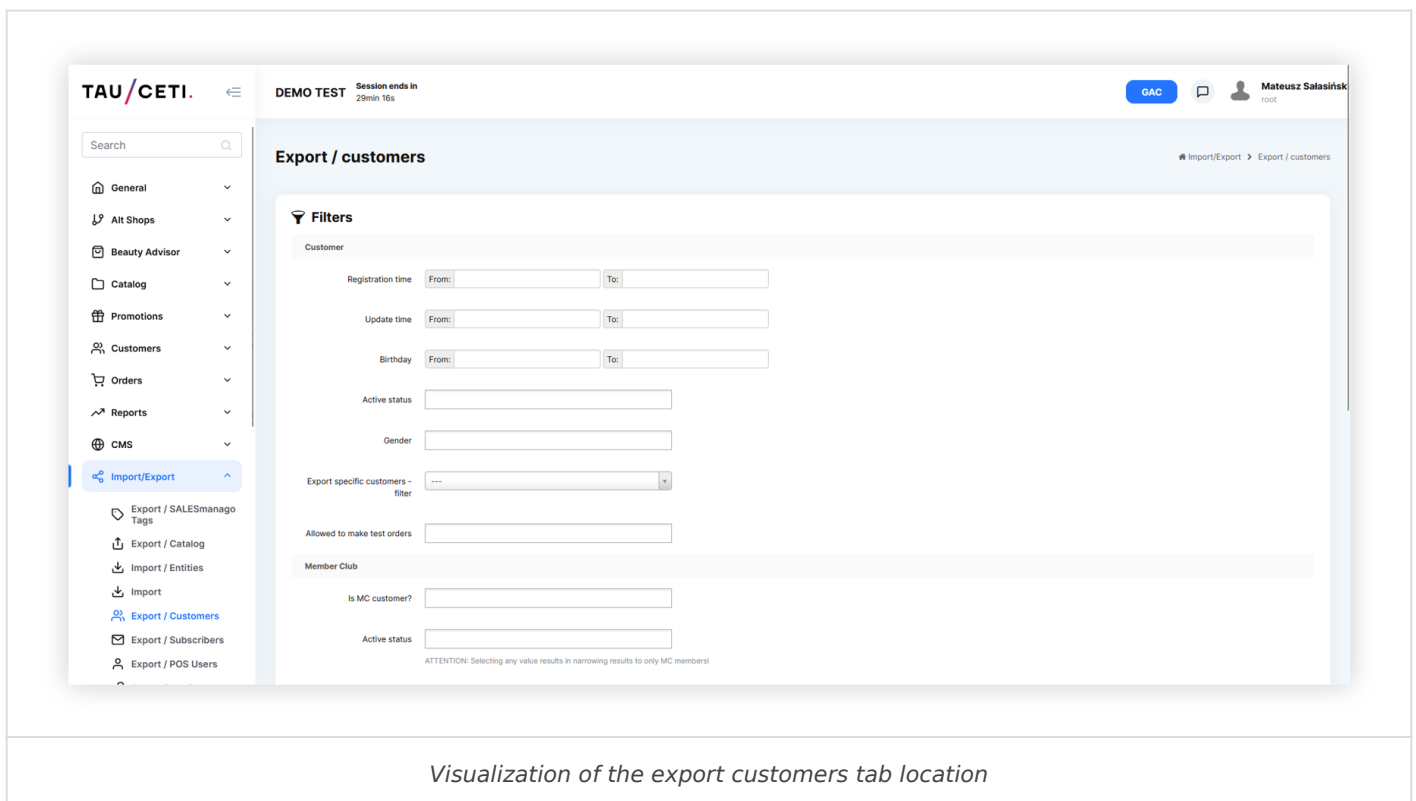 TAU/CETI.
DEMO TEST
Session ends in
29min 16s
GAC
Mateusz Sałasińsk
root
Search
General
Alt Shops
Beauty Advisor
Catalog
Promotions
Customers
Orders
Reports
CMS
Import/Export
Export / SALESmanago
Tags
Export / Catalog
Import / Entities
Import
Export / Customers
Export / Subscribers
Export / POS Users
Export / customers
Import/Export > Export / customers
Filters
Customer
Registration time From: To:
Update time From: To:
Birthday From: To:
Active status
Gender
Export specific customers -
filter
---
Allowed to make test orders
Member Club
Is MC customer?
Active status
ATTENTION: Selecting any value results in narrowing results to only MC members!
Visualization of the export customers tab location